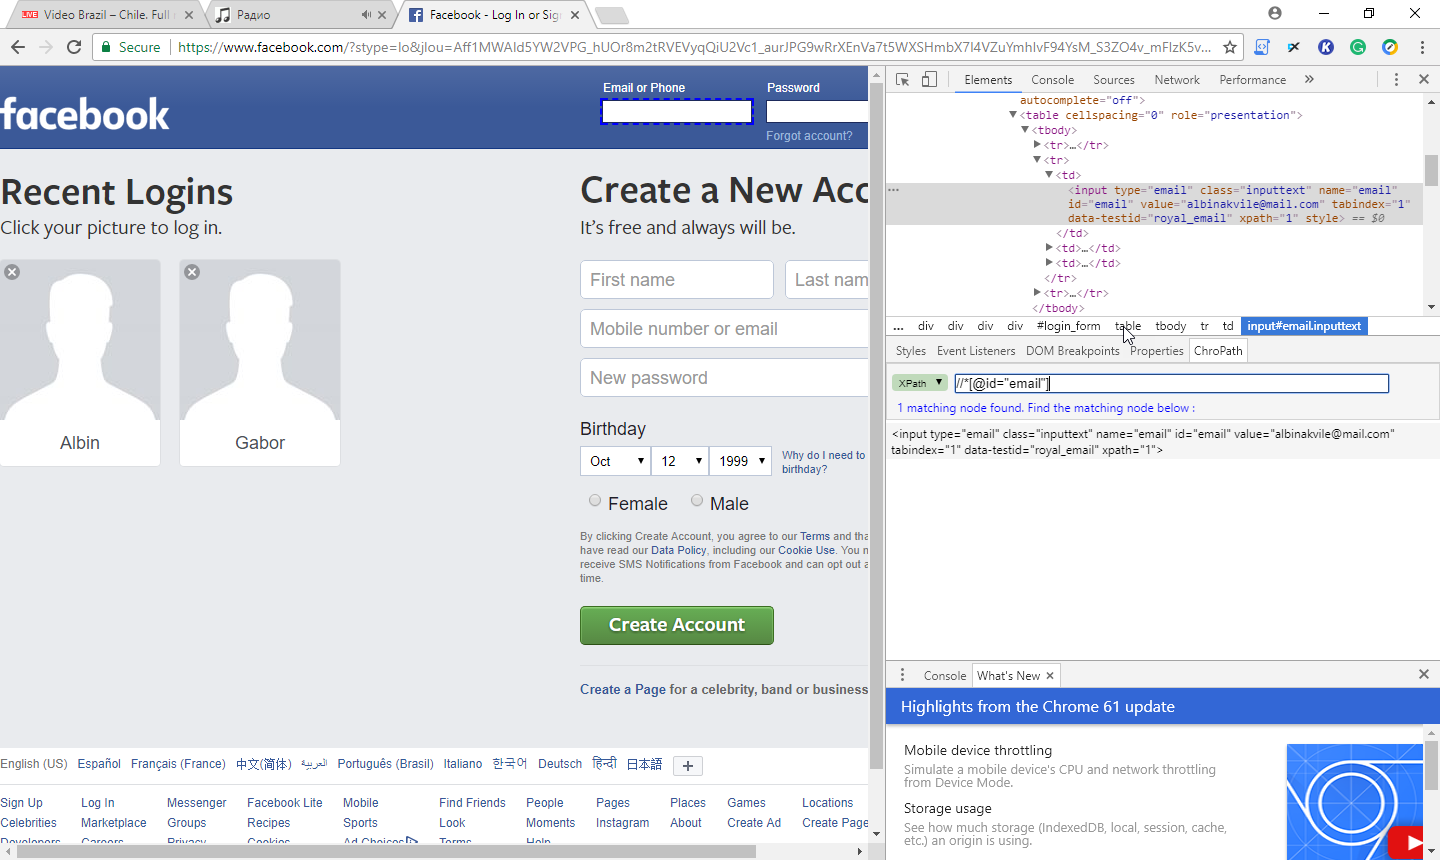 LIVE Video Brazil – Chile. Full
Радио
Facebook - Log In or Sig
Secure
https://www.facebook.com/?stype=lo&jlou=Aff1MWAId5YW2VPG_hUOr8m2tRVEVyqQiU2Vc1_aurJPG9wRrXEnVa7t5WXSHmbX7I4VZuYmhlvF94YsM_S3ZO4v_mFlzK5v...
facebook
Email or Phone
Password
Forgot account?
Recent Logins
Click your picture to log in.
Albin
Gabor
Create a New Acc
It's free and always will be.
First name
Last nam
Mobile number or email
New password
Birthday
Oct
12
1999
Why do I need to
birthday?
Female
Male
By clicking Create Account, you agree to our Terms and tha
have read our Data Policy, including our Cookie Use. You
receive SMS Notifications from Facebook and can opt out a
time.
Create Account
Create a Page for a celebrity, band or business
English (US) Español Français (France) 中文(简体) العربية Português (Brasil) Italiano 한국어 Deutsch हिन्दी 日本語 +
Sign Up Log In Messenger Facebook Lite Mobile Find Friends People Pages Places Games Locations
Celebrities Marketplace Groups Recipes Sports Look Moments Instagram About Create Ad Create Page
Developers Careers Privacy Cookies Ad Choices Terms Help
Elements Console Sources Network Performance »
autocomplete="off">
<table cellspacing="0" role="presentation">
<tbody>
<tr>…</tr>
<tr>
<td>
<input type="email" class="inputtext" name="email"
id="email" value="albinakvile@mail.com" tabindex="1"
data-testid="royal_email" xpath="1" style> == $0
</td>
<td>…</td>
<td>…</td>
</tr>
<tr>…</tr>
</tbody>
... div div div div #login_form table tbody tr td input#email.inputtext
Styles Event Listeners DOM Breakpoints Properties ChroPath
XPath
//*[@id="email"]
1 matching node found. Find the matching node below :
<input type="email" class="inputtext" name="email" id="email" value="albinakvile@mail.com"
tabindex="1" data-testid="royal_email" xpath="1">
Console What's New
Highlights from the Chrome 61 update
Mobile device throttling
Simulate a mobile device's CPU and network throttling
from Device Mode.
Storage usage
See how much storage (IndexedDB, local, session, cache,
etc.) an origin is using.